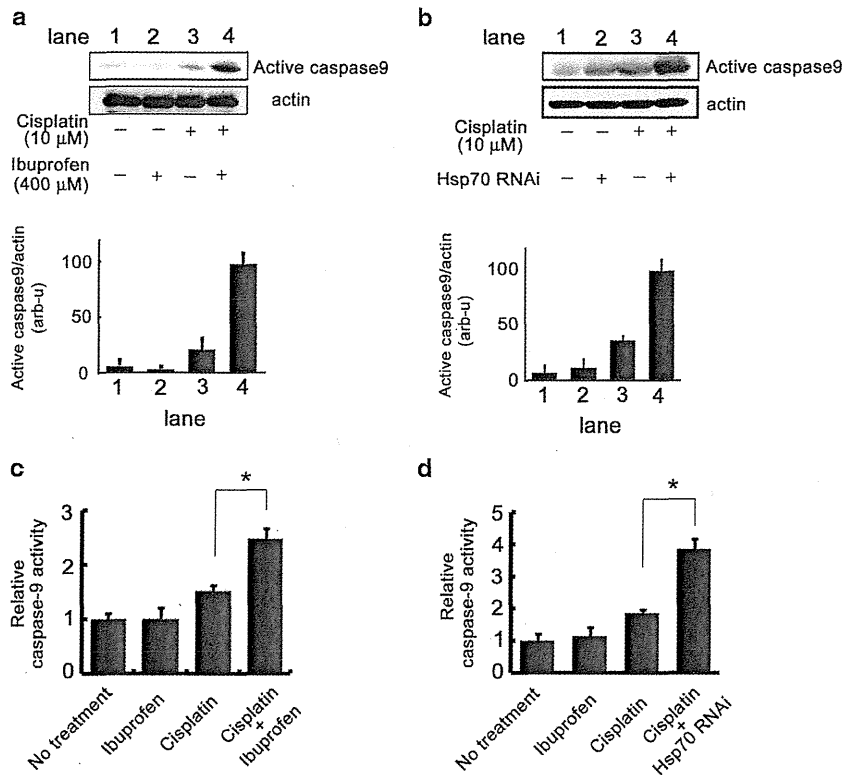 a
lane 1 2 3 4
Active caspase9
actin
Cisplatin
(10 µM)
− − + +
Ibuprofen
(400 µM)
− + − +
Active caspase9/actin
(arb-u)
100
50
0
1 2 3 4
lane
b
lane 1 2 3 4
Active caspase9
actin
Cisplatin
(10 µM)
− − + +
Hsp70 RNAi
− + − +
Active caspase9/actin
(arb-u)
100
50
0
1 2 3 4
lane
c
*
Relative
caspase-9 activity
3
2
1
0
No treatment
Ibuprofen
Cisplatin
Cisplatin
+
Ibuprofen
d
*
Relative
caspase-9 activity
5
4
3
2
1
0
No treatment
Ibuprofen
Cisplatin
Cisplatin
+
Hsp70 RNAi